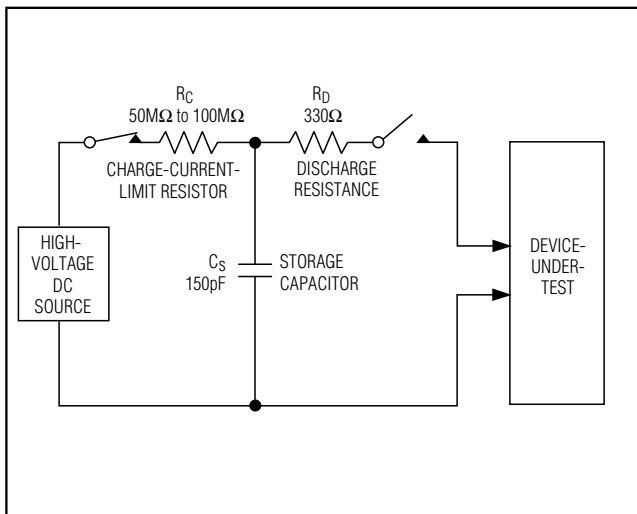 R_C
50MΩ to 100MΩ
CHARGE-CURRENT-
LIMIT RESISTOR
R_D
330Ω
DISCHARGE
RESISTANCE
HIGH-
VOLTAGE
DC
SOURCE
C_S
150pF
STORAGE
CAPACITOR
DEVICE-
UNDER-
TEST